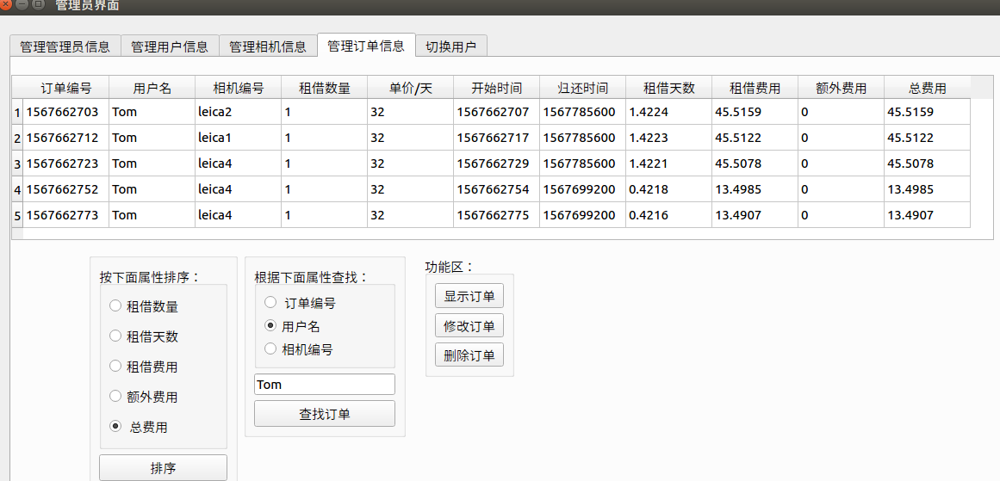 管理员界面
管理管理员信息 管理用户信息 管理相机信息 管理订单信息 切换用户
订单编号 用户名 相机编号 租借数量 单价/天 开始时间 归还时间 租借天数 租借费用 额外费用 总费用
1 1567662703 Tom leica2 1 32 1567662707 1567785600 1.4224 45.5159 0 45.5159
2 1567662712 Tom leica1 1 32 1567662717 1567785600 1.4223 45.5122 0 45.5122
3 1567662723 Tom leica4 1 32 1567662729 1567785600 1.4221 45.5078 0 45.5078
4 1567662752 Tom leica4 1 32 1567662754 1567699200 0.4218 13.4985 0 13.4985
5 1567662773 Tom leica4 1 32 1567662775 1567699200 0.4216 13.4907 0 13.4907
按下面属性排序：
租借数量
租借天数
租借费用
额外费用
总费用
排序
根据下面属性查找：
订单编号
用户名
相机编号
Tom
查找订单
功能区：
显示订单
修改订单
删除订单